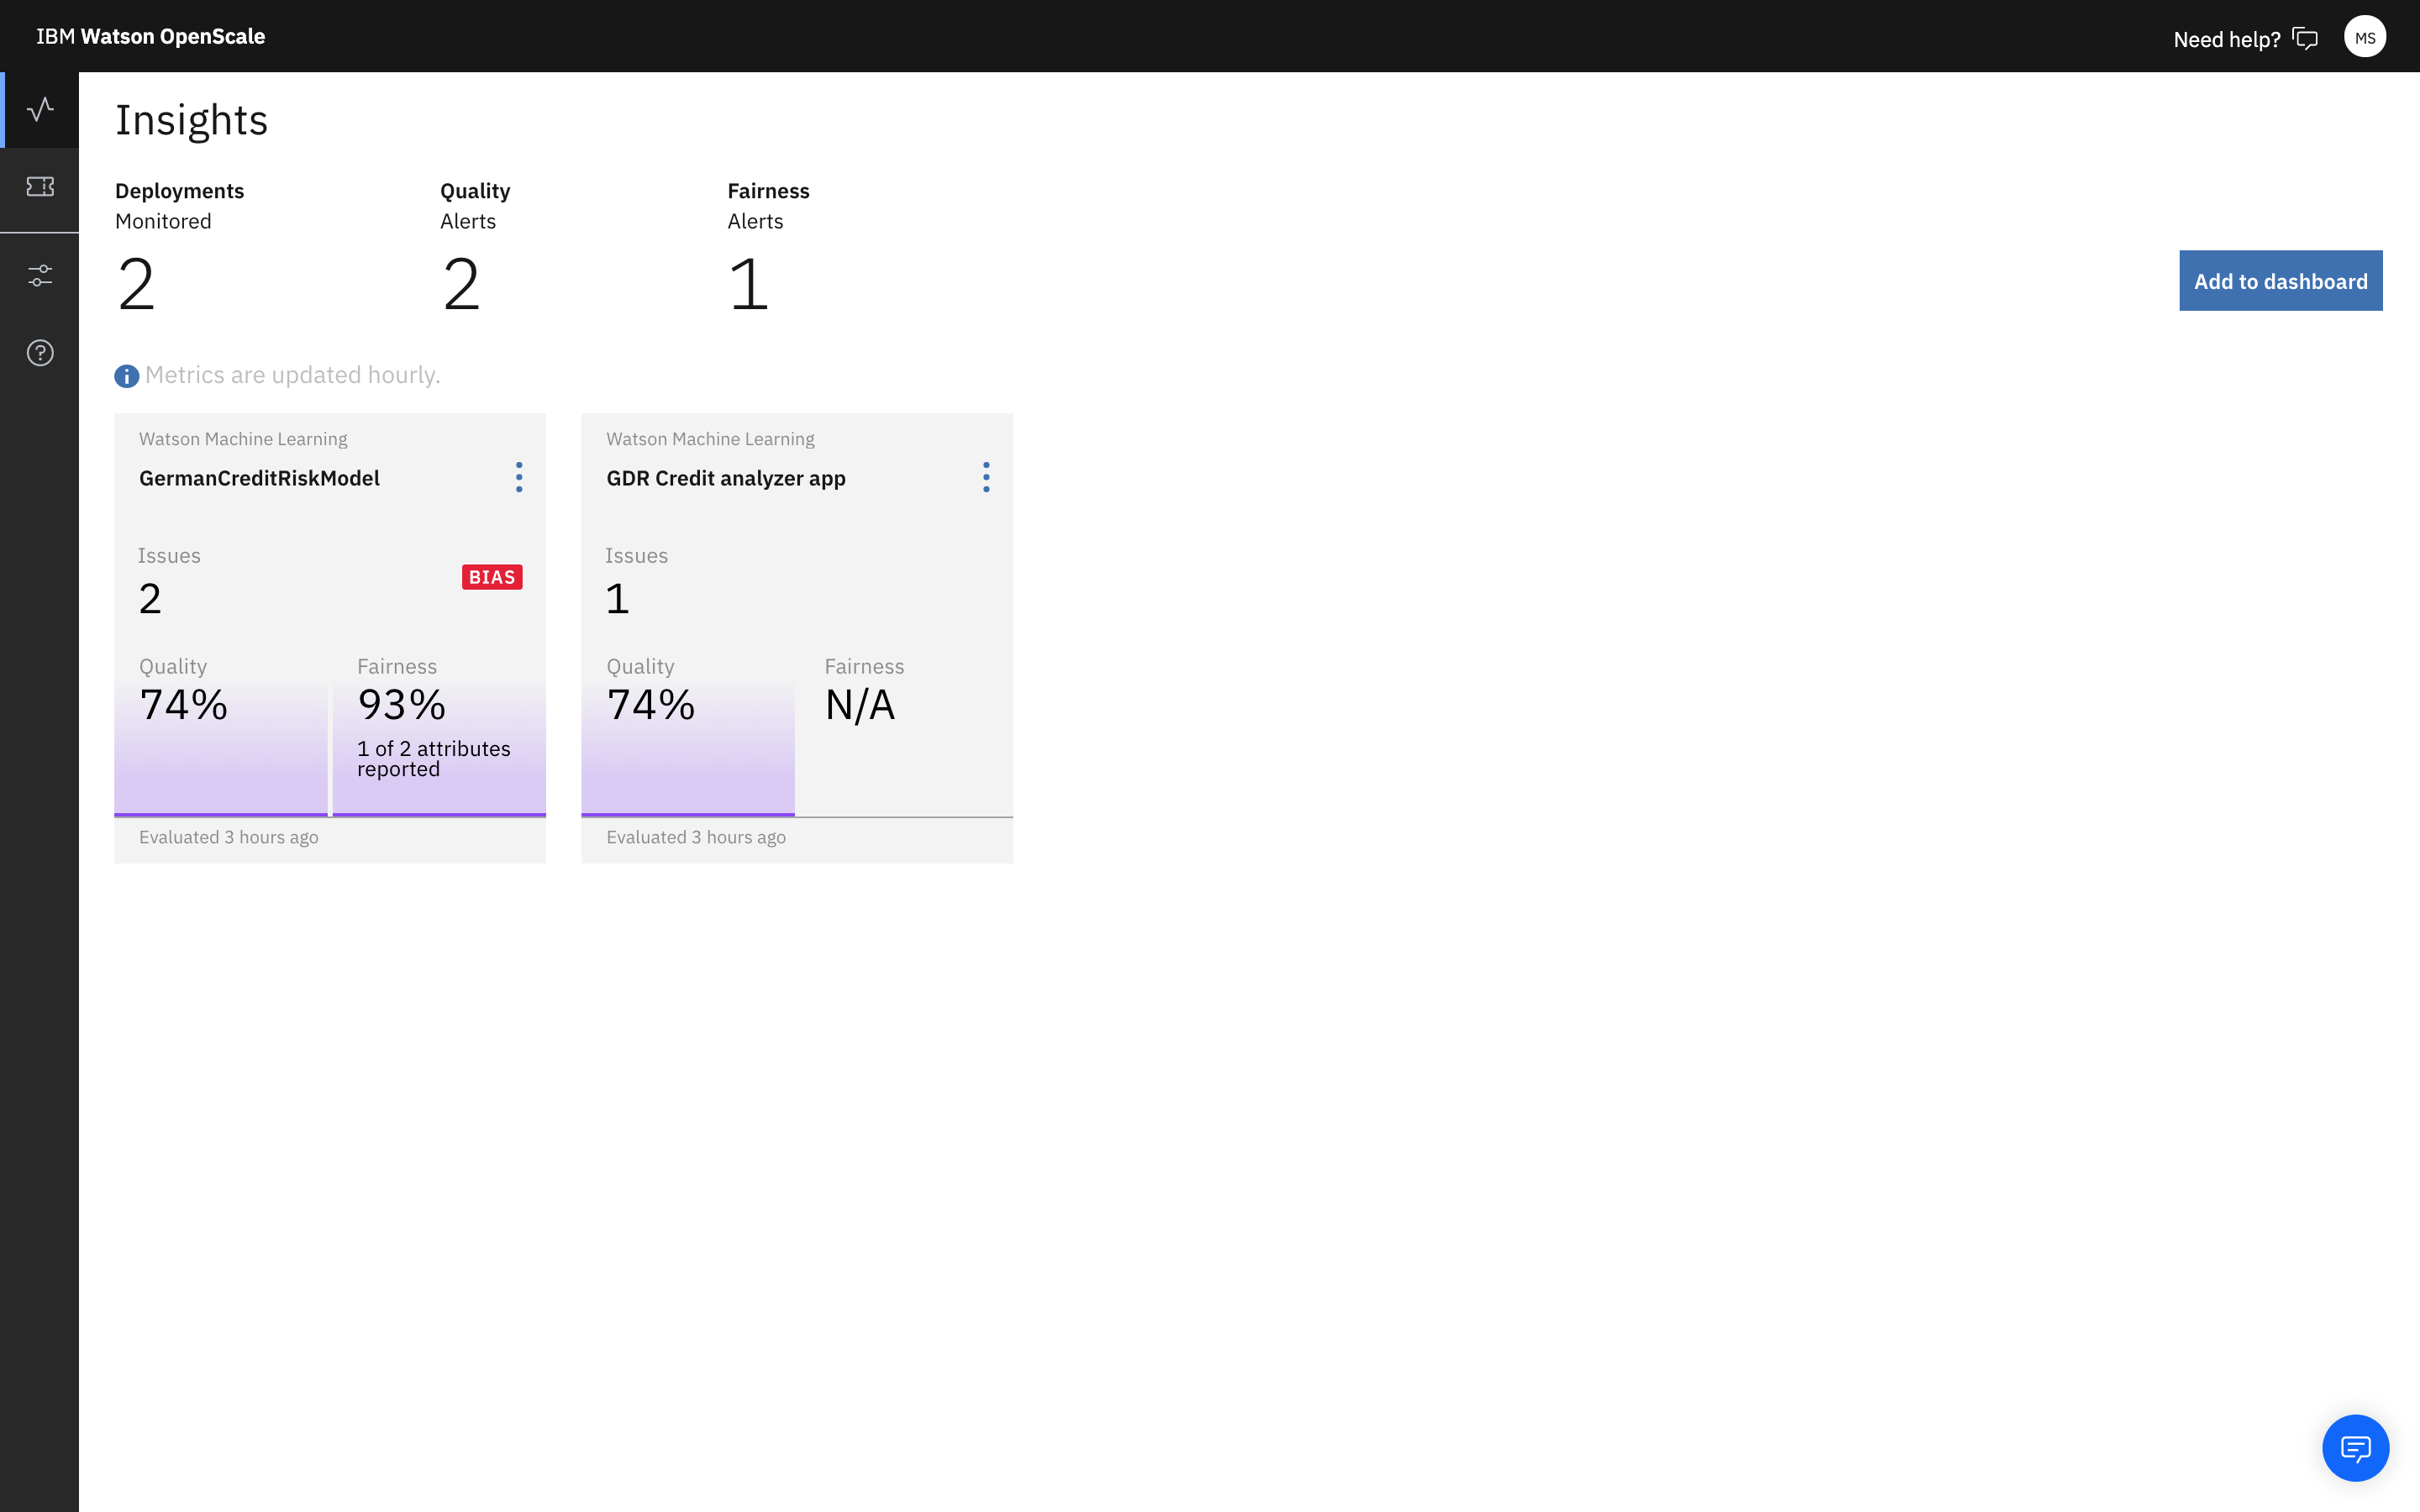 IBM Watson OpenScale
Need help?
MS
Insights
Deployments
Monitored
2
Quality
Alerts
2
Fairness
Alerts
1
Add to dashboard
Metrics are updated hourly.
Watson Machine Learning
GermanCreditRiskModel
Issues
2
BIAS
Quality
74%
Fairness
93%
1 of 2 attributes
reported
Evaluated 3 hours ago
Watson Machine Learning
GDR Credit analyzer app
Issues
1
Quality
74%
Fairness
N/A
Evaluated 3 hours ago